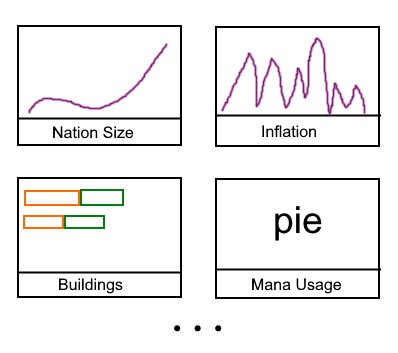 Nation Size
Inflation
Buildings
pie
Mana Usage
...